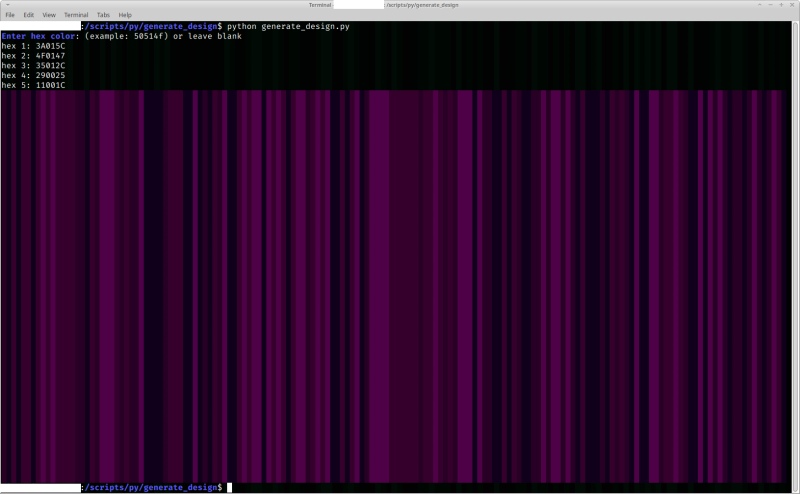 Terminal /scripts/py/generate_design
File Edit View Terminal Tabs Help
:/scripts/py/generate_design$ python generate_design.py
Enter hex color: (example: 50514f) or leave blank
hex 1: 3A015C
hex 2: 4F0147
hex 3: 35012C
hex 4: 290025
hex 5: 11001C
:/scripts/py/generate_design$